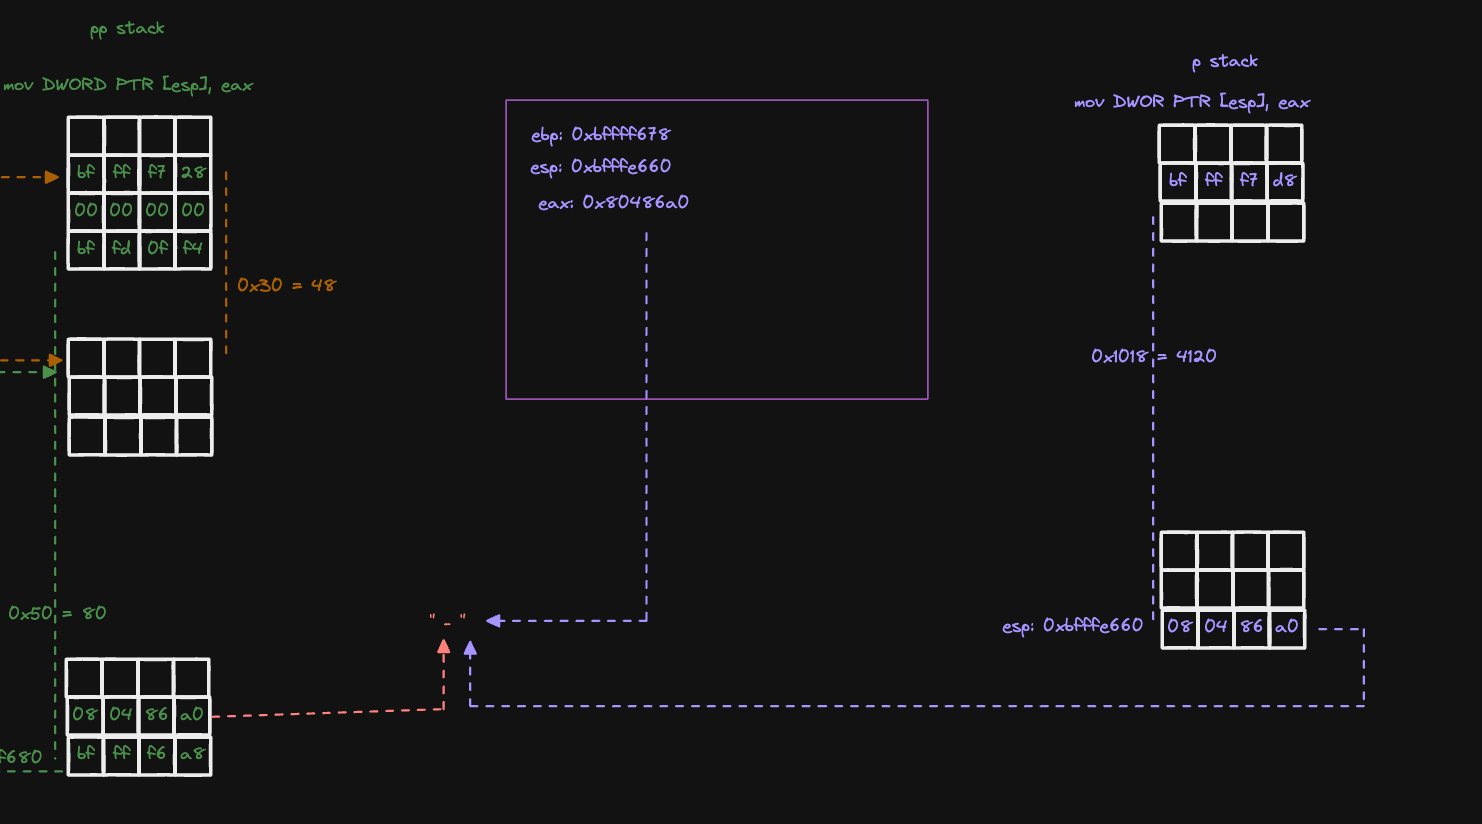 pp stack
mov DWORD PTR [esp], eax
bf ff f7 28
00 00 00 00
bf fd 0f f4
0x30 = 48
0x50 = 80
08 04 86 a0
bf ff f6 a8
f680
ebp: 0xbffff678
esp: 0xbfffe660
eax: 0x80486a0
"_"
p stack
mov DWOR PTR [esp], eax
bf ff f7 d8
0x1018 = 4120
esp: 0xbfffe660
08 04 86 a0